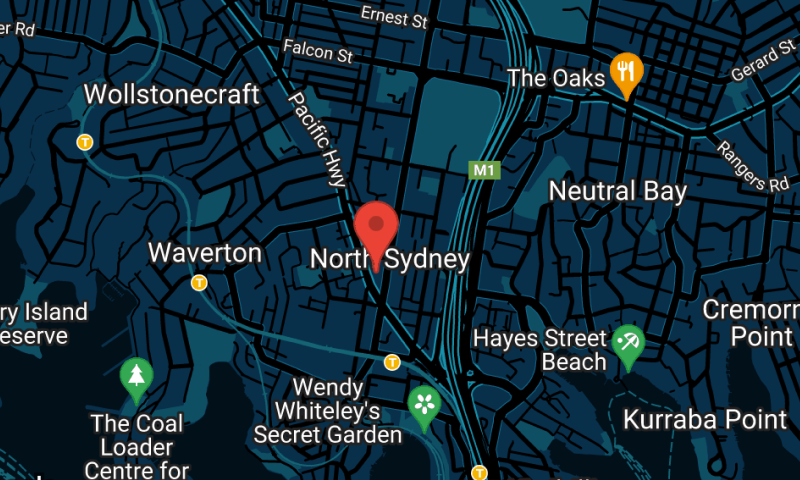 Ernest St
er Rd
Falcon St
Gerard St
The Oaks
Wollstonecraft
Pacific Hwy
T
M1
Rangers Rd
Neutral Bay
Waverton
North Sydney
T
ry Island
eserve
Cremorn
Point
Hayes Street
Beach
T
Wendy
Whiteley's
Secret Garden
Kurraba Point
The Coal
Loader
Centre for
T